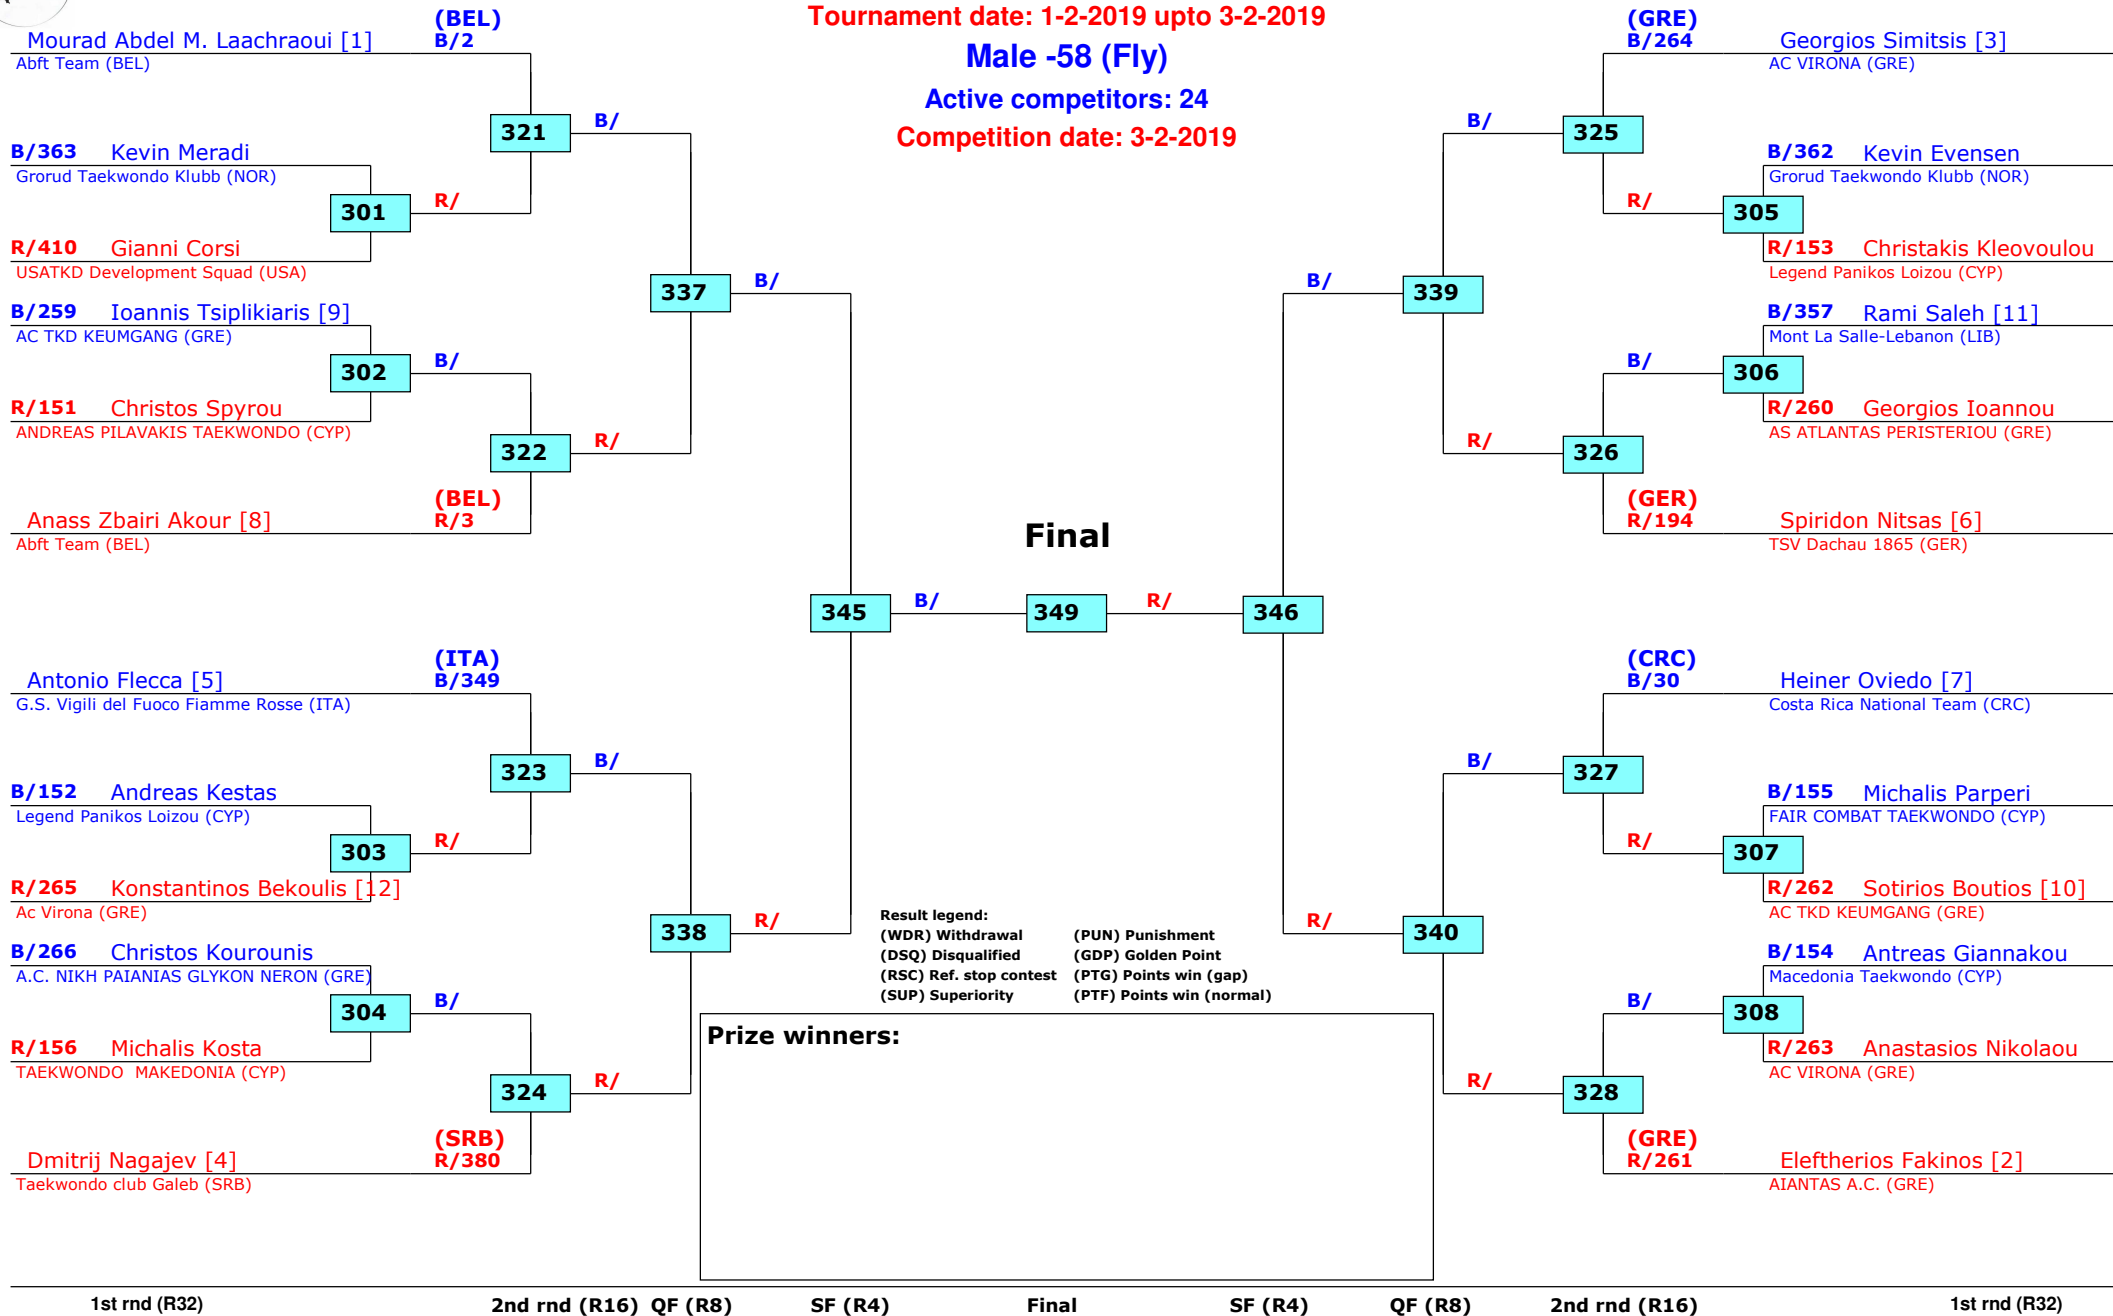 Tournament date: 1-2-2019 upto 3-2-2019
Male -58 (Fly)
Active competitors: 24
Competition date: 3-2-2019
(BEL)
Mourad Abdel M. Laachraoui [1] B/2
Abft Team (BEL)
321
B/
B/363 Kevin Meradi
Grorud Taekwondo Klubb (NOR)
301
R/
R/410 Gianni Corsi
USATKD Development Squad (USA)
337
B/
B/259 Ioannis Tsiplikiaris [9]
AC TKD KEUMGANG (GRE)
302
B/
R/151 Christos Spyrou
ANDREAS PILAVAKIS TAEKWONDO (CYP)
322
R/
(BEL)
Anass Zbairi Akour [8] R/3
Abft Team (BEL)
345
B/
(ITA)
Antonio Flecca [5] B/349
G.S. Vigili del Fuoco Fiamme Rosse (ITA)
323
B/
B/152 Andreas Kestas
Legend Panikos Loizou (CYP)
303
R/
R/265 Konstantinos Bekoulis [12]
Ac Virona (GRE)
338
R/
B/266 Christos Kourounis
A.C. NIKH PAIANIAS GLYKON NERON (GRE)
304
B/
R/156 Michalis Kosta
TAEKWONDO  MAKEDONIA (CYP)
324
R/
(SRB)
Dmitrij Nagajev [4] R/380
Taekwondo club Galeb (SRB)
Final
349
R/
346
(GRE)
B/264 Georgios Simitsis [3]
AC VIRONA (GRE)
B/
325
B/362 Kevin Evensen
Grorud Taekwondo Klubb (NOR)
R/
305
R/153 Christakis Kleovoulou
Legend Panikos Loizou (CYP)
B/
339
B/357 Rami Saleh [11]
Mont La Salle-Lebanon (LIB)
B/
306
R/260 Georgios Ioannou
AS ATLANTAS PERISTERIOU (GRE)
R/
326
(GER)
R/194 Spiridon Nitsas [6]
TSV Dachau 1865 (GER)
(CRC)
B/30 Heiner Oviedo [7]
Costa Rica National Team (CRC)
B/
327
B/155 Michalis Parperi
FAIR COMBAT TAEKWONDO (CYP)
R/
307
R/262 Sotirios Boutios [10]
AC TKD KEUMGANG (GRE)
R/
340
B/154 Antreas Giannakou
Macedonia Taekwondo (CYP)
B/
308
R/263 Anastasios Nikolaou
AC VIRONA (GRE)
R/
328
(GRE)
R/261 Eleftherios Fakinos [2]
AIANTAS A.C. (GRE)
Result legend:
(WDR) Withdrawal (PUN) Punishment
(DSQ) Disqualified (GDP) Golden Point
(RSC) Ref. stop contest (PTG) Points win (gap)
(SUP) Superiority (PTF) Points win (normal)
Prize winners:
1st rnd (R32) 2nd rnd (R16) QF (R8) SF (R4) Final SF (R4) QF (R8) 2nd rnd (R16) 1st rnd (R32)